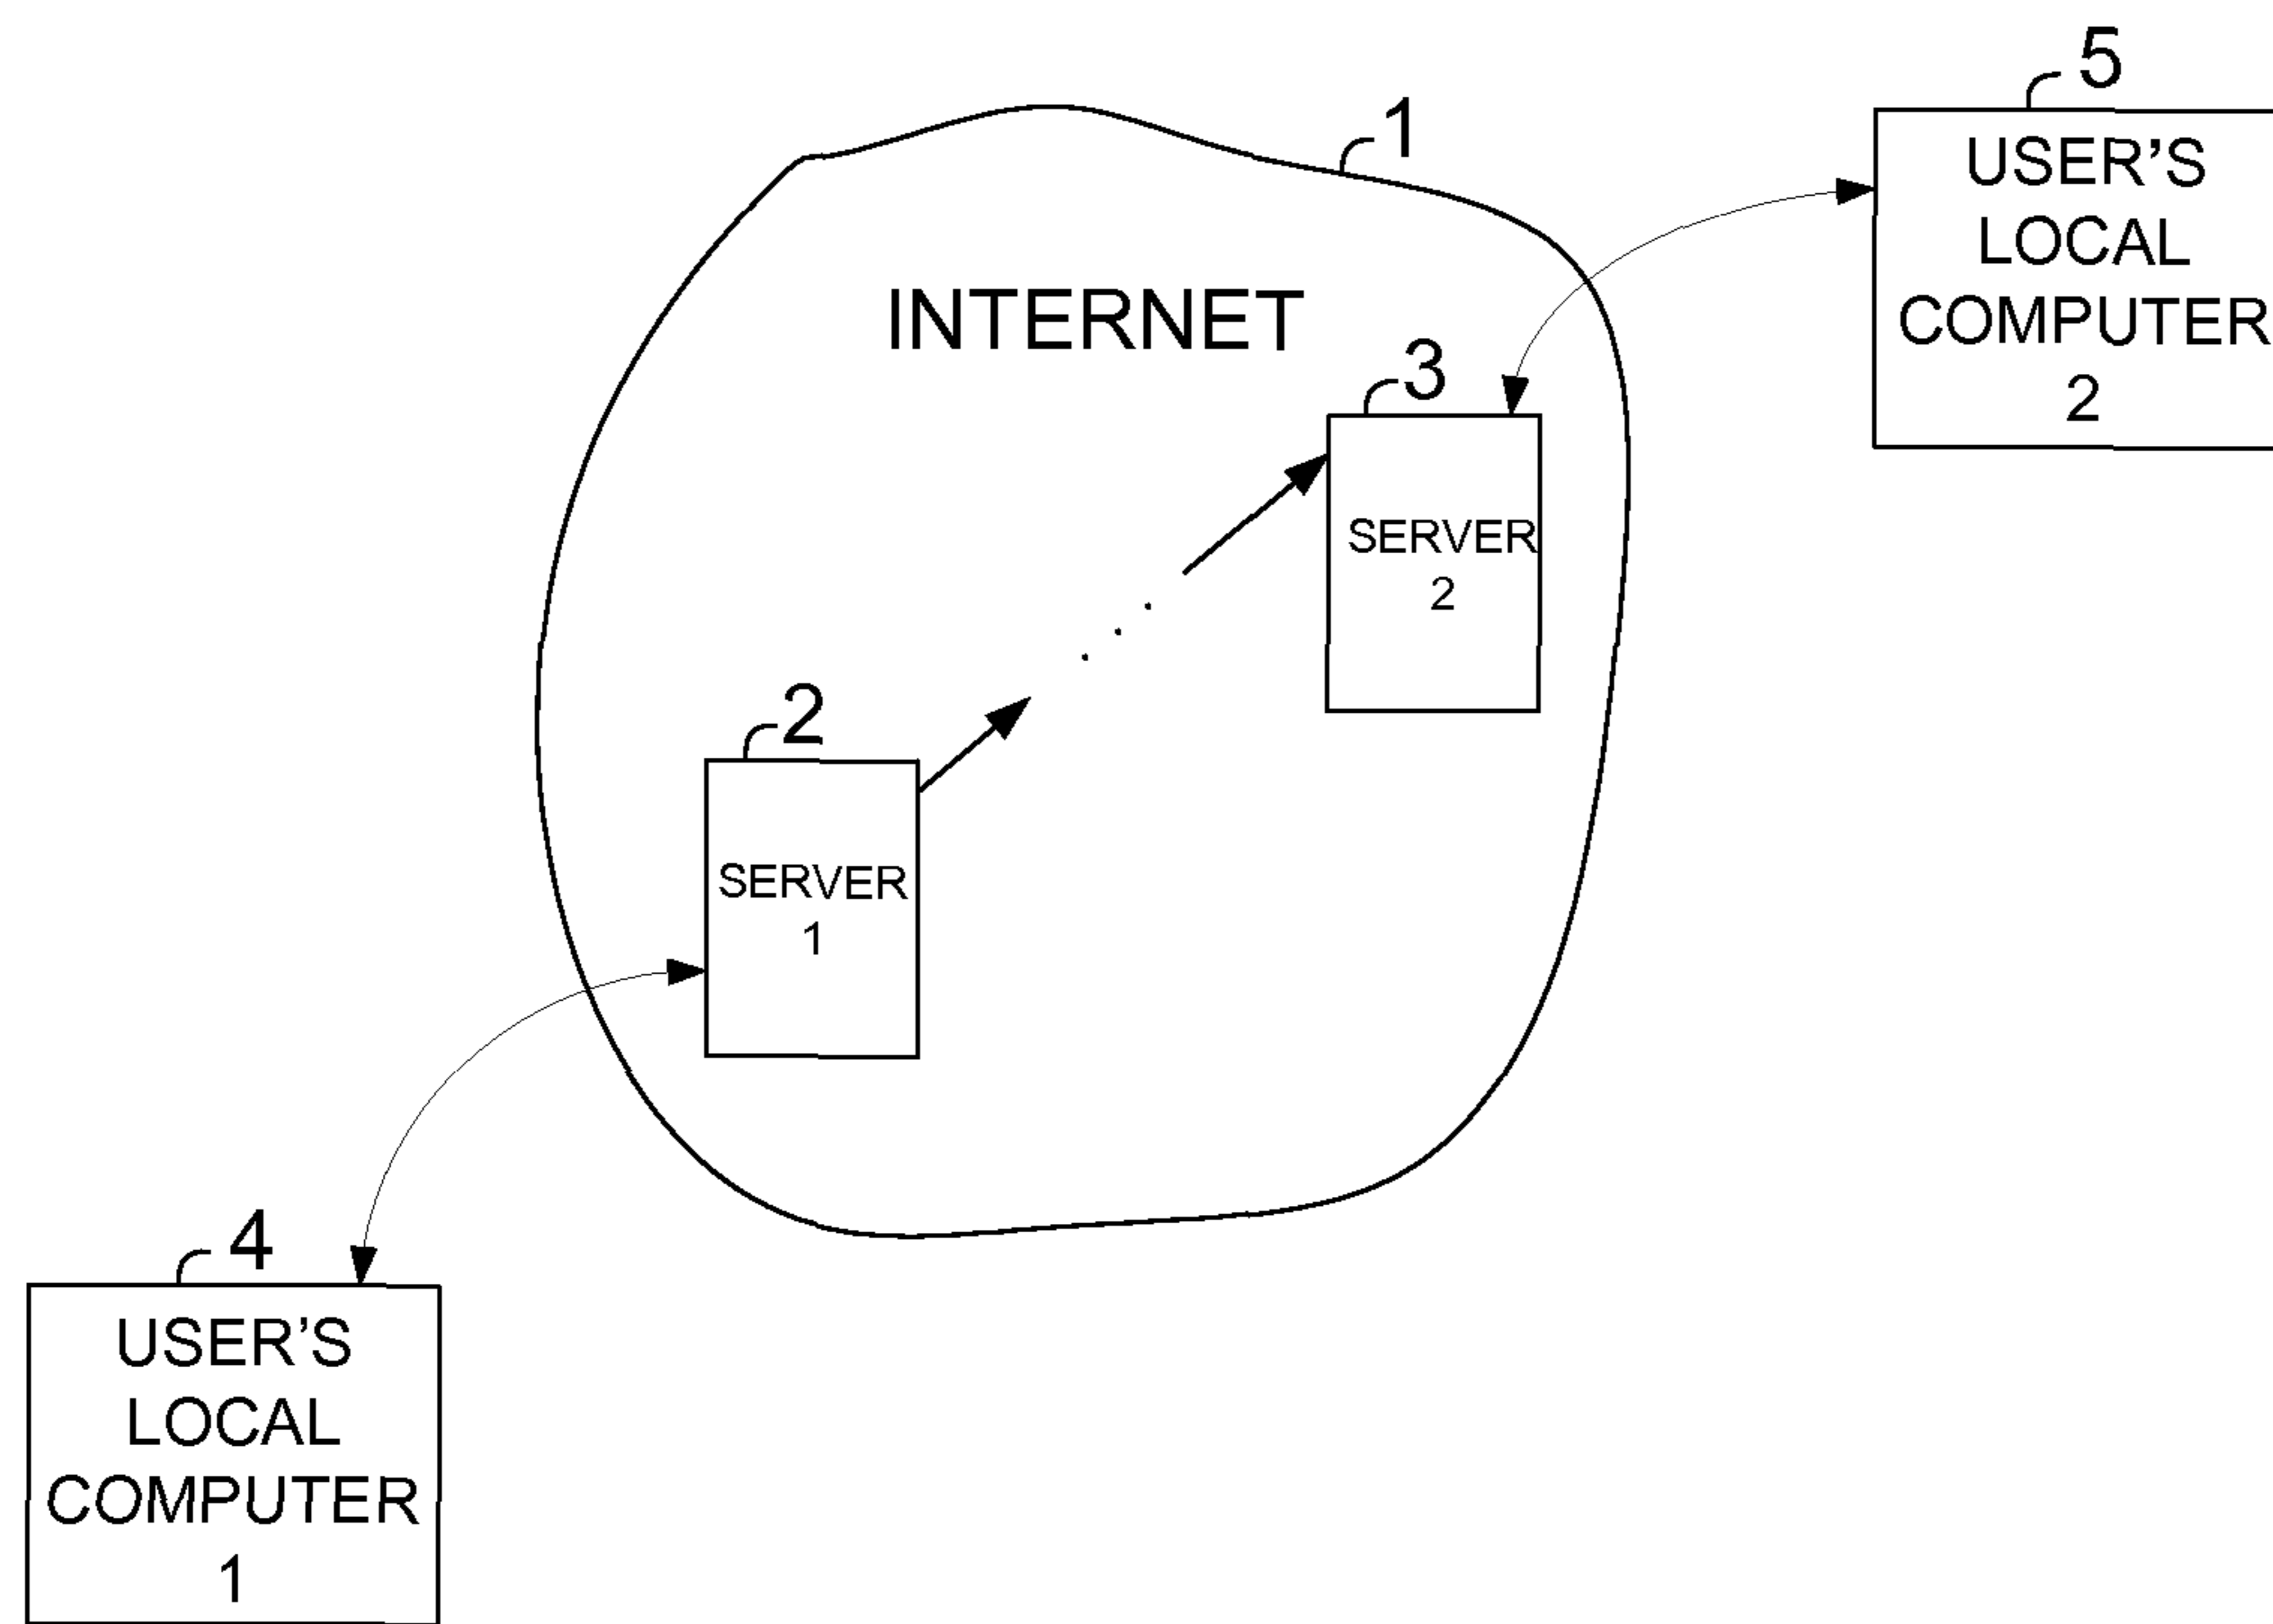 5
1
USER'S
LOCAL
COMPUTER
2
INTERNET
3
SERVER
2
2
SERVER
1
4
USER'S
LOCAL
COMPUTER
1